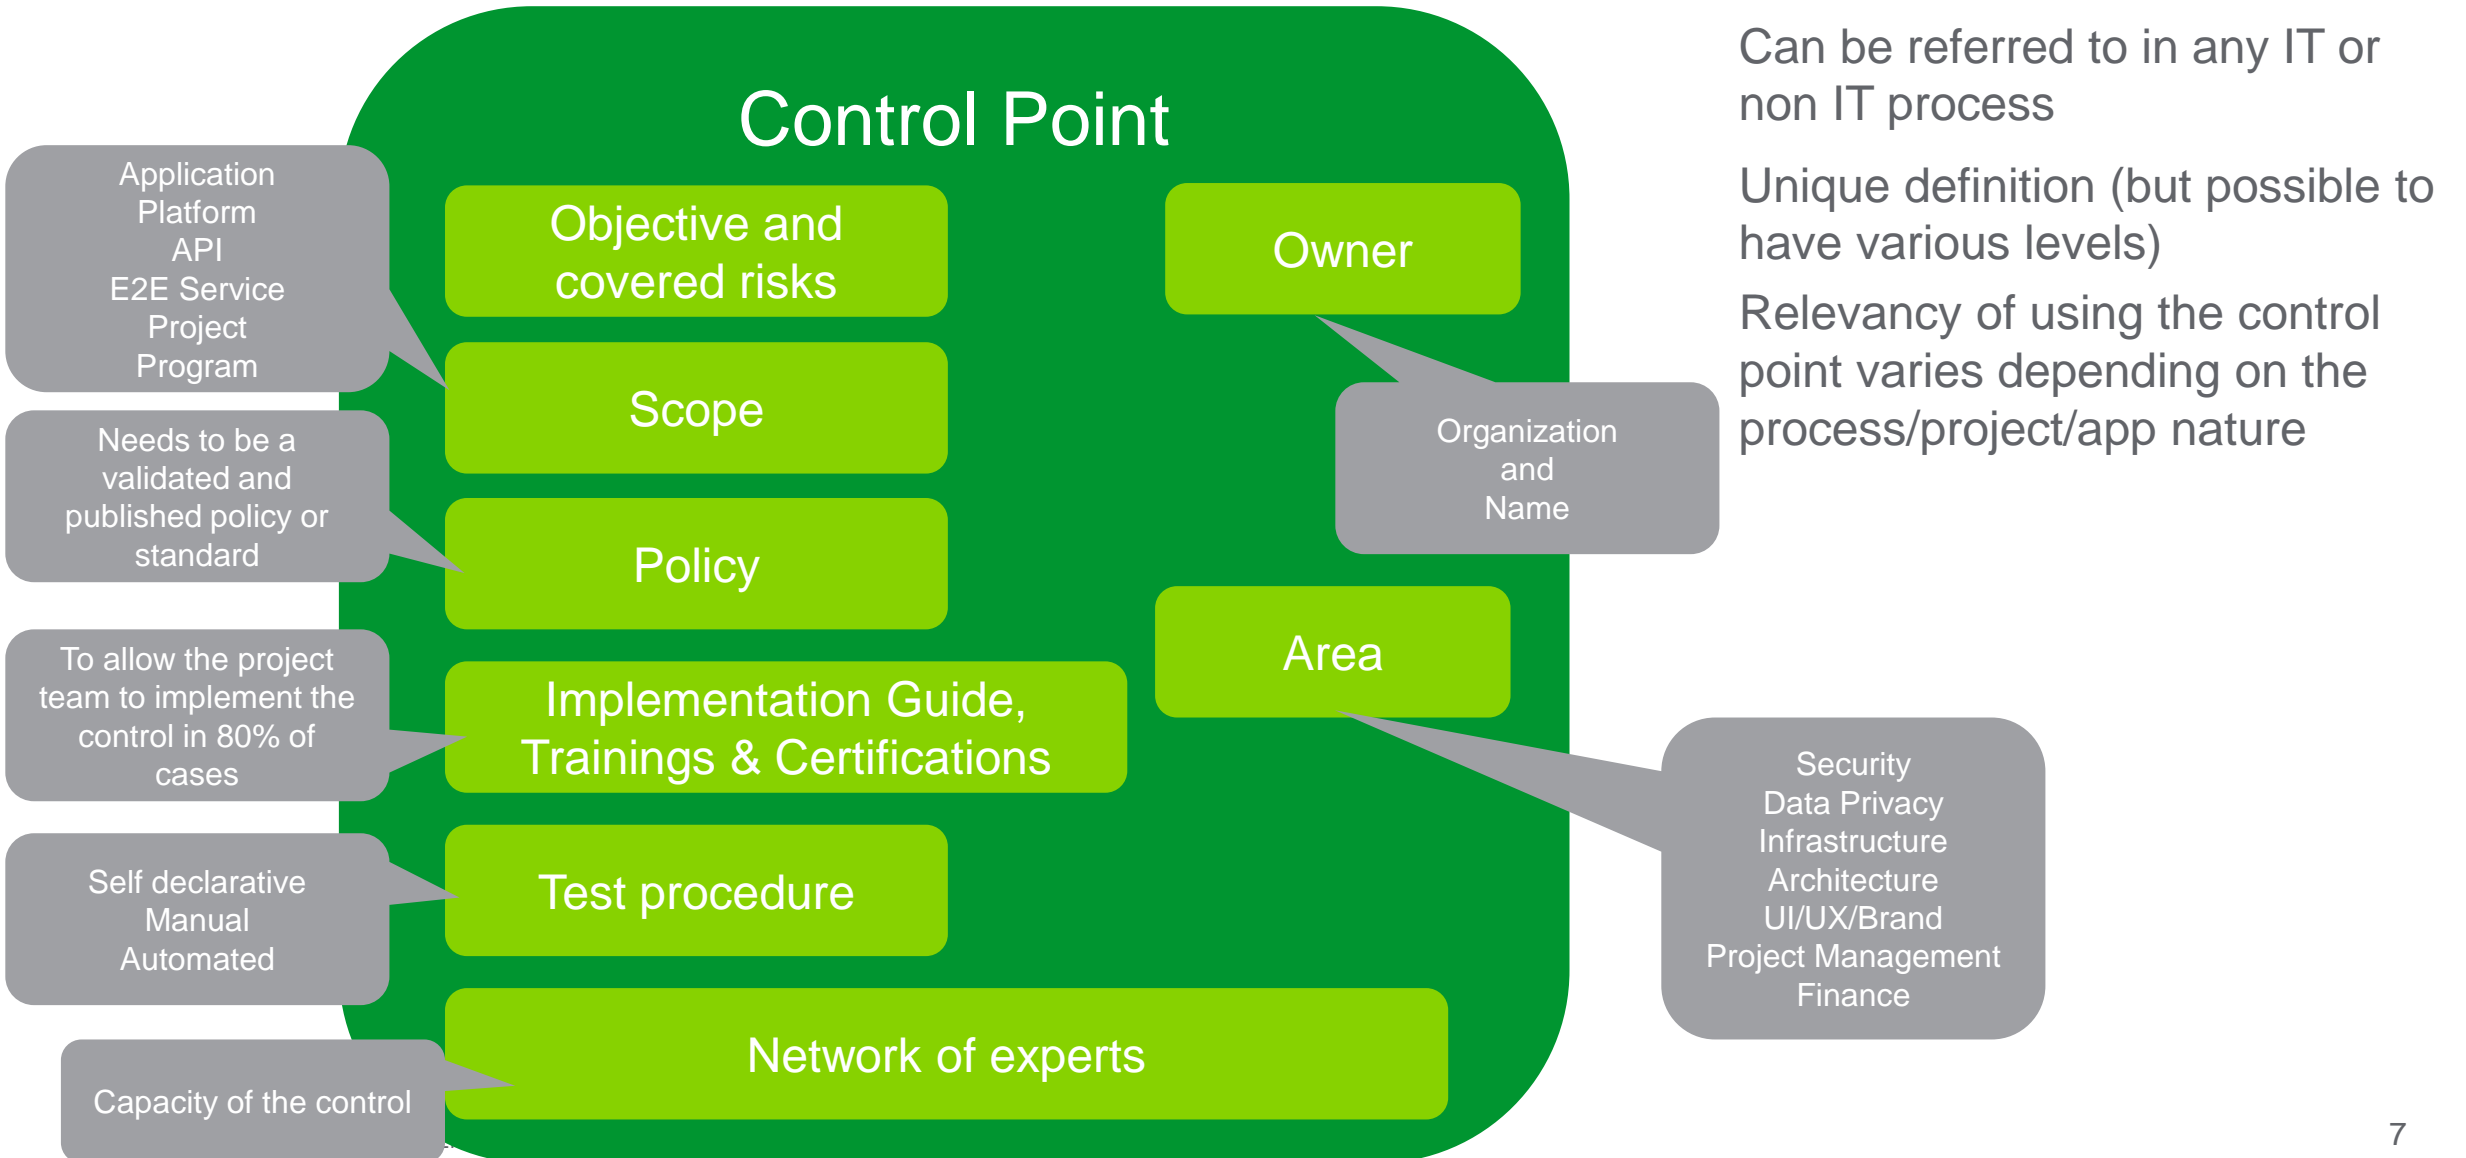 Control Point
Can be referred to in any IT or
non IT process
Unique definition (but possible to
have various levels)
Relevancy of using the control
point varies depending on the
process/project/app nature
Application
Platform
API
E2E Service
Project
Program
Objective and
covered risks
Owner
Scope
Organization
and
Name
Needs to be a
validated and
published policy or
standard
Policy
Area
To allow the project
team to implement the
control in 80% of
cases
Implementation Guide,
Trainings & Certifications
Security
Data Privacy
Infrastructure
Architecture
UI/UX/Brand
Project Management
Finance
Self declarative
Manual
Automated
Test procedure
Network of experts
Capacity of the control
7